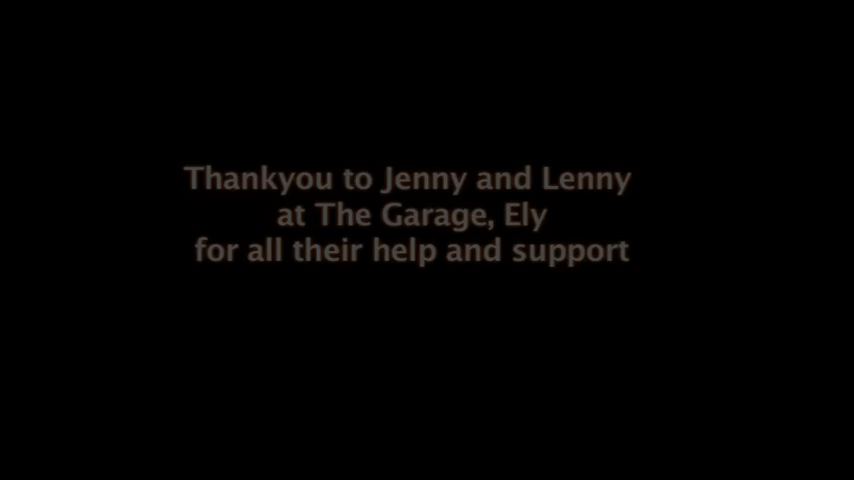 Thankyou to Jenny and Lenny
at The Garage, Ely
for all their help and support